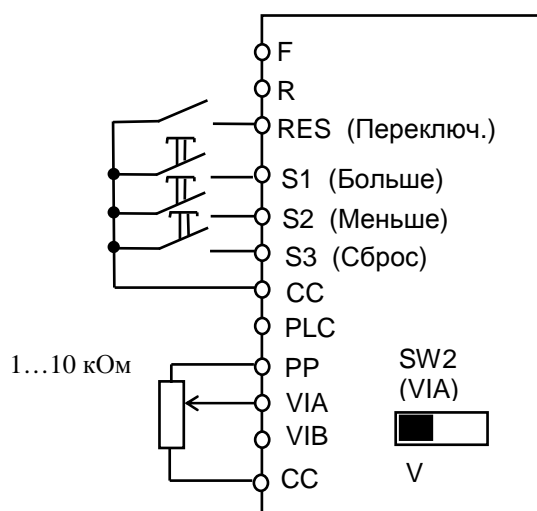 F
R
RES (Переключ.)
S1 (Больше)
S2 (Меньше)
S3 (Сброс)
CC
PLC
1...10 кОм
PP
SW2
(VIA)
VIA
VIB
V
CC